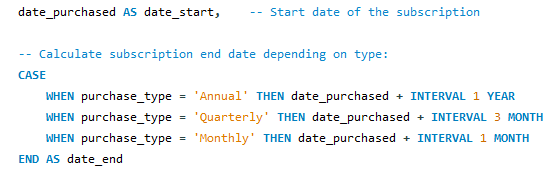 date_purchased AS date_start,    -- Start date of the subscription
-- Calculate subscription end date depending on type:
CASE
    WHEN purchase_type = 'Annual' THEN date_purchased + INTERVAL 1 YEAR
    WHEN purchase_type = 'Quarterly' THEN date_purchased + INTERVAL 3 MONTH
    WHEN purchase_type = 'Monthly' THEN date_purchased + INTERVAL 1 MONTH
END AS date_end